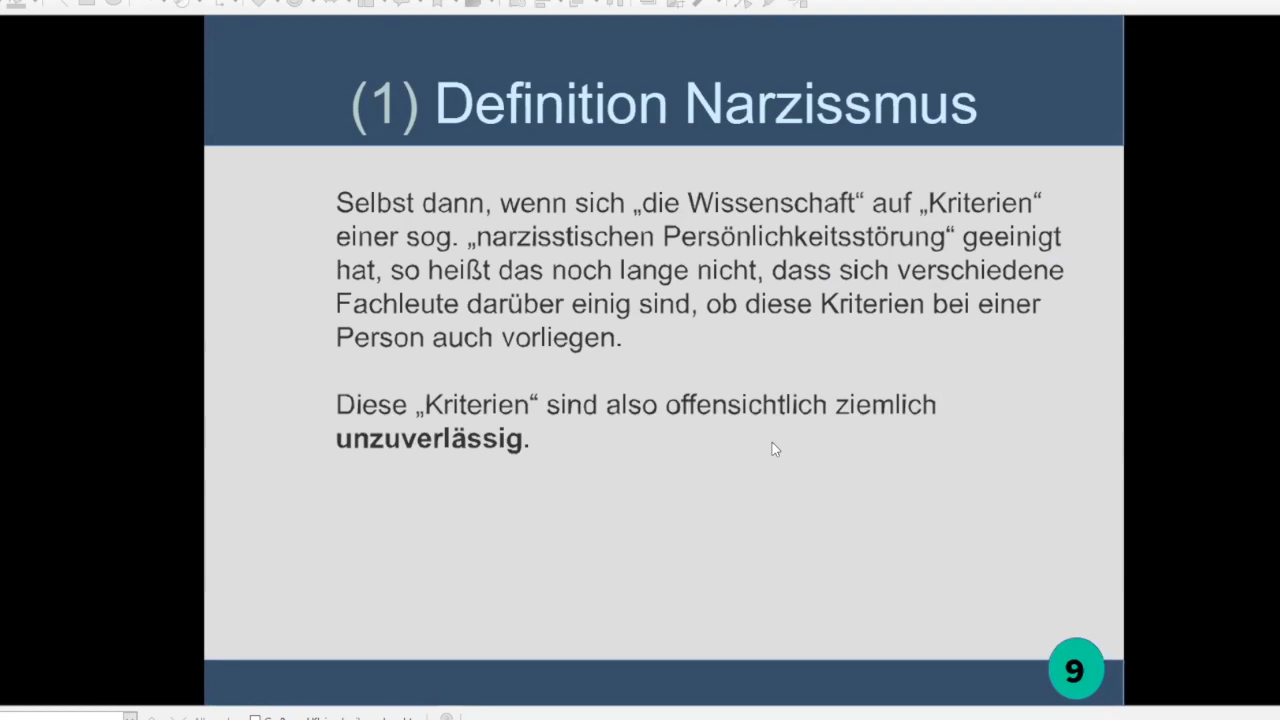 (1) Definition Narzissmus
Selbst dann, wenn sich „die Wissenschaft“ auf „Kriterien“
einer sog. „narzisstischen Persönlichkeitsstörung“ geeinigt
hat, so heißt das noch lange nicht, dass sich verschiedene
Fachleute darüber einig sind, ob diese Kriterien bei einer
Person auch vorliegen.
Diese „Kriterien“ sind also offensichtlich ziemlich
unzuverlässig.
9